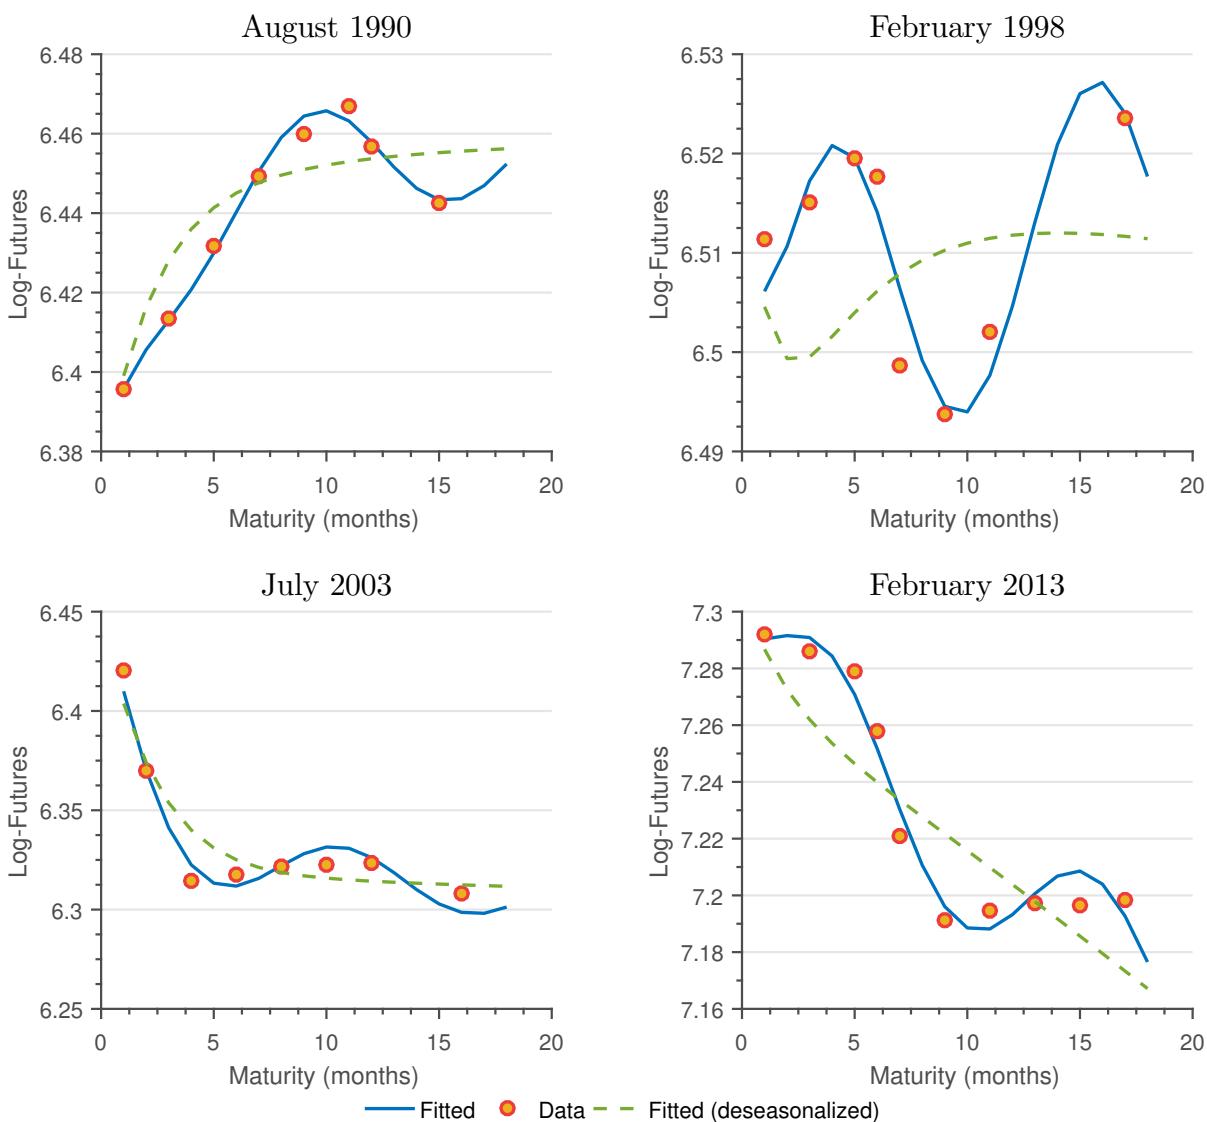 August 1990
6.48
6.46
6.44
6.42
6.4
6.38
Log-Futures
0 5 10 15 20
Maturity (months)
February 1998
6.53
6.52
6.51
6.5
6.49
Log-Futures
0 5 10 15 20
Maturity (months)
July 2003
6.45
6.4
6.35
6.3
6.25
Log-Futures
0 5 10 15 20
Maturity (months)
February 2013
7.3
7.28
7.26
7.24
7.22
7.2
7.18
7.16
Log-Futures
0 5 10 15 20
Maturity (months)
Fitted Data Fitted (deseasonalized)